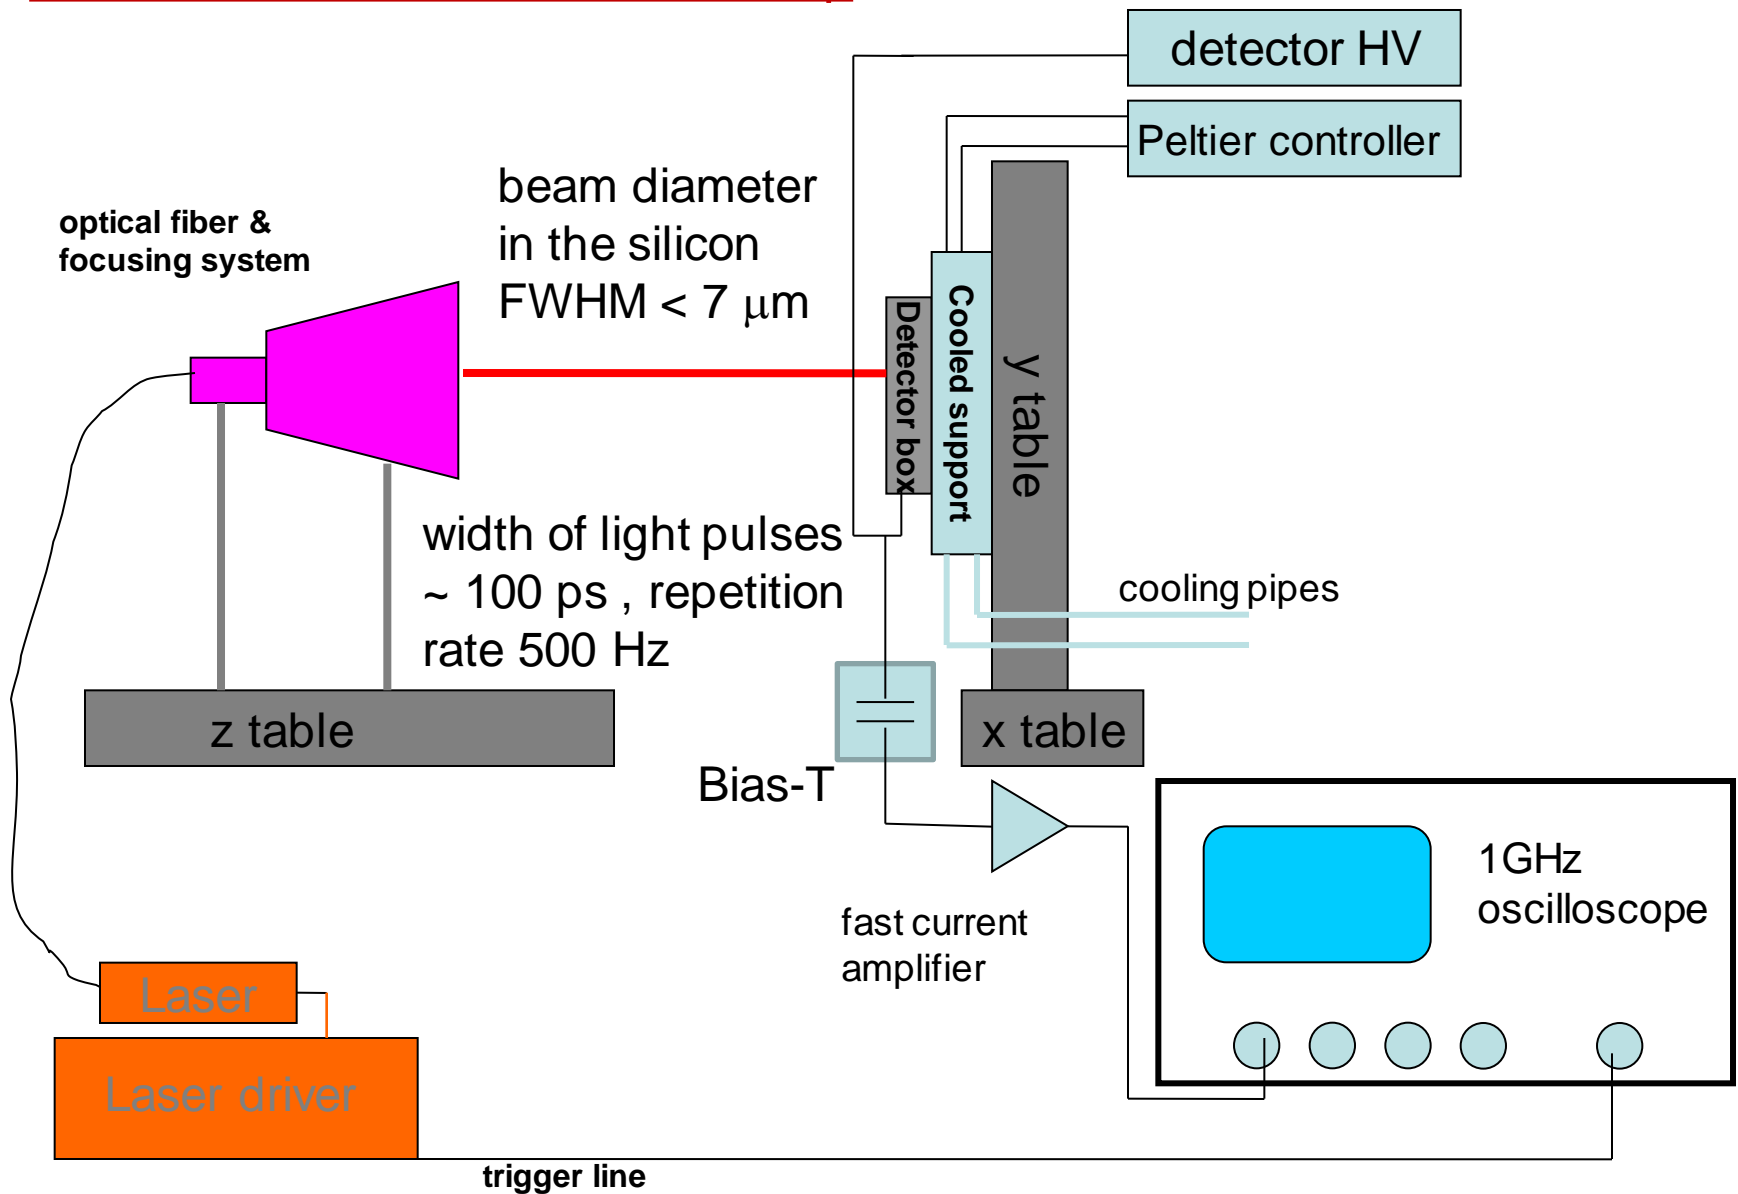 detector HV
Peltier controller
beam diameter
in the silicon
FWHM < 7 μm
optical fiber &
focusing system
Detector box
Cooled support
y table
width of light pulses
~ 100 ps , repetition
rate 500 Hz
cooling pipes
z table
x table
Bias-T
1GHz
oscilloscope
fast current
amplifier
Laser
Laser driver
trigger line